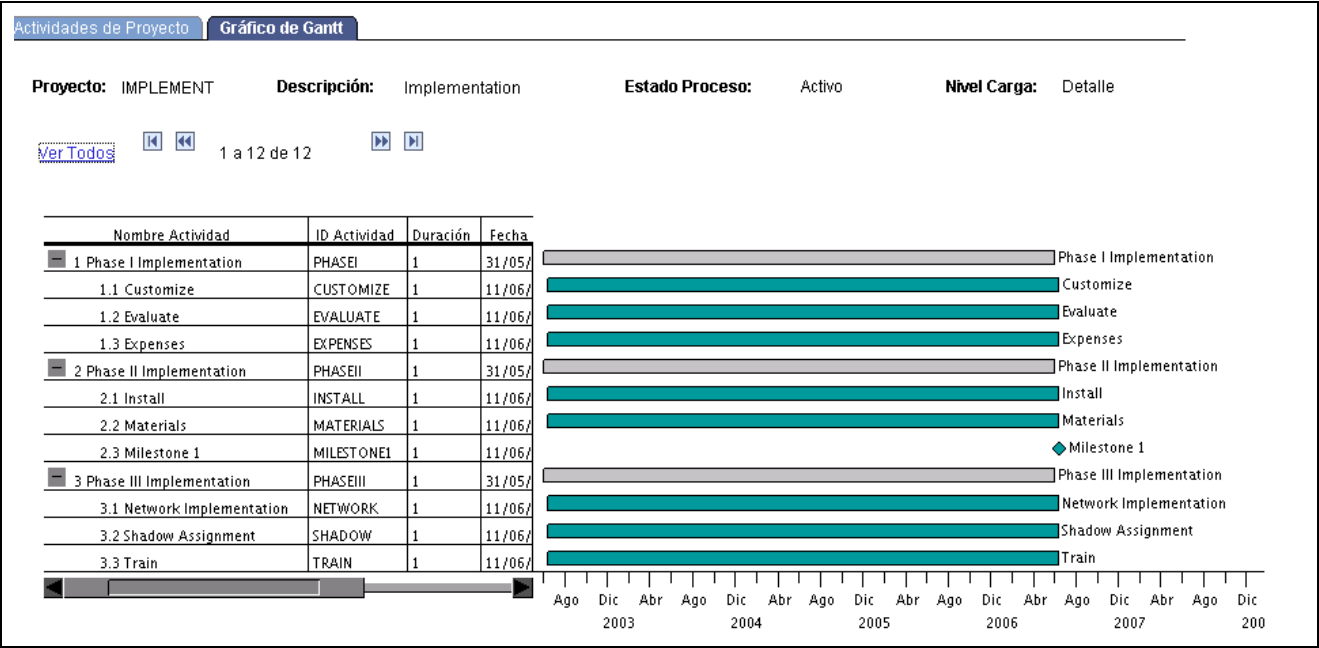 Actividades de Proyecto Gráfico de Gantt
Proyecto: IMPLEMENT Descripción: Implementation Estado Proceso: Activo Nivel Carga: Detalle
Ver Todos 1 a 12 de 12
Nombre Actividad ID Actividad Duración Fecha
1 Phase I Implementation PHASEI 1 31/05/ Phase I Implementation
1.1 Customize CUSTOMIZE 1 11/06/ Customize
1.2 Evaluate EVALUATE 1 11/06/ Evaluate
1.3 Expenses EXPENSES 1 11/06/ Expenses
2 Phase II Implementation PHASEII 1 31/05/ Phase II Implementation
2.1 Install INSTALL 1 11/06/ Install
2.2 Materials MATERIALS 1 11/06/ Materials
2.3 Milestone 1 MILESTONE1 1 11/06/ Milestone 1
3 Phase III Implementation PHASEIII 1 31/05/ Phase III Implementation
3.1 Network Implementation NETWORK 1 11/06/ Network Implementation
3.2 Shadow Assignment SHADOW 1 11/06/ Shadow Assignment
3.3 Train TRAIN 1 11/06/ Train
Ago Dic Abr Ago Dic Abr Ago Dic Abr Ago Dic Abr Ago Dic Abr Ago Dic
2003 2004 2005 2006 2007 200